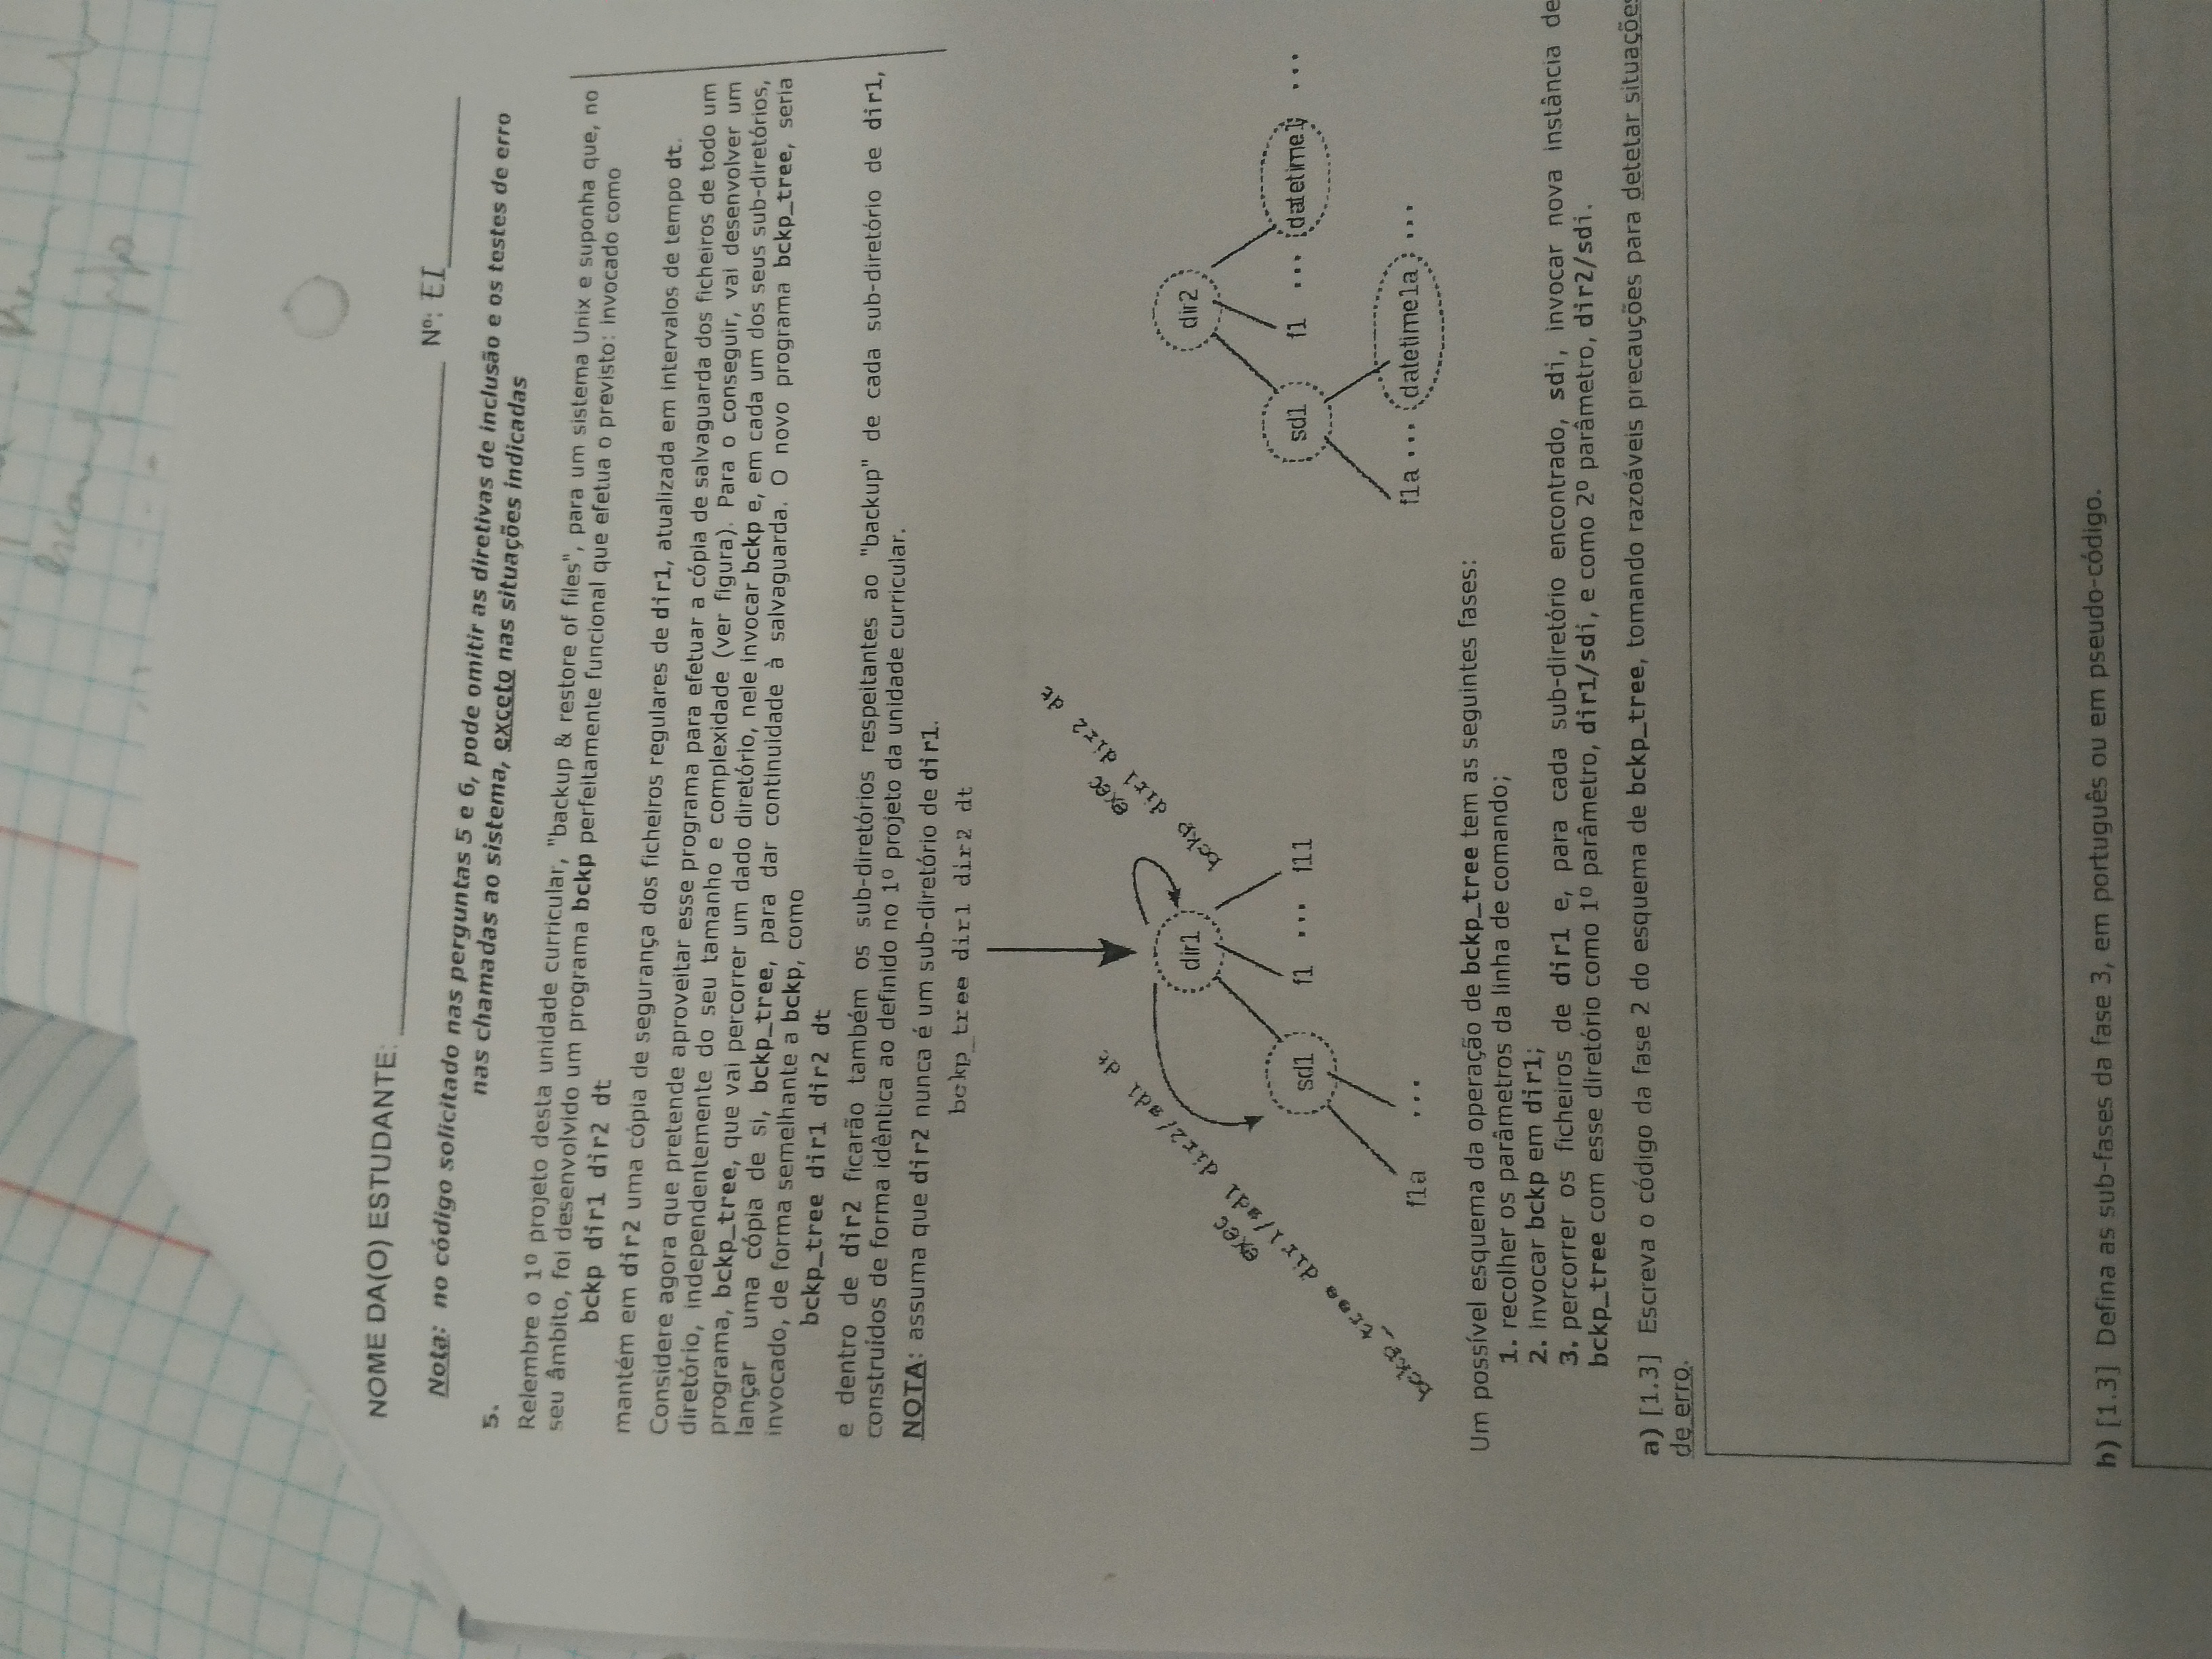 NOME DA(O) ESTUDANTE: Nº: EI
Nota: no código solicitado nas perguntas 5 e 6, pode omitir as diretivas de inclusão e os testes de erro
nas chamadas ao sistema, exceto nas situações indicadas
5.
Relembre o 1º projeto desta unidade curricular, "backup & restore of files", para um sistema Unix e suponha que, no
seu âmbito, foi desenvolvido um programa bckp perfeitamente funcional que efetua o previsto: invocado como
bckp dir1 dir2 dt
mantém em dir2 uma cópia de segurança dos ficheiros regulares de dir1, atualizada em intervalos de tempo dt.
Considere agora que pretende aproveitar esse programa para efetuar a cópia de salvaguarda dos ficheiros de todo um
diretório, independentemente do seu tamanho e complexidade (ver figura). Para o conseguir, vai desenvolver um
programa, bckp_tree, que vai percorrer um dado diretório, nele invocar bckp e, em cada um dos seus sub-diretórios,
lançar uma cópia de si, bckp_tree, para dar continuidade à salvaguarda. O novo programa bckp_tree, seria
invocado, de forma semelhante a bckp, como
bckp_tree dir1 dir2 dt
e dentro de dir2 ficarão também os sub-diretórios respeitantes ao "backup" de cada sub-diretório de dir1,
construídos de forma idêntica ao definido no 1º projeto da unidade curricular.
NOTA: assuma que dir2 nunca é um sub-diretório de dir1.
bckp_tree dir1 dir2 dt
exec
bckp_tree dir1/sd1 dir2/sd1 dt
exec
bckp dir1 dir2 dt
dir1
sd1 f1 ... f11
f1a ...
dir2
sd1 f1 ... datetime1 ...
f1a ... datetime1a ...
Um possível esquema da operação de bckp_tree tem as seguintes fases:
1. recolher os parâmetros da linha de comando;
2. invocar bckp em dir1;
3. percorrer os ficheiros de dir1 e, para cada sub-diretório encontrado, sdi, invocar nova instância de
bckp_tree com esse diretório como 1º parâmetro, dir1/sdi, e como 2º parâmetro, dir2/sdi.
a) [1.3] Escreva o código da fase 2 do esquema de bckp_tree, tomando razoáveis precauções para detetar situações
de erro.
b) [1.3] Defina as sub-fases da fase 3, em português ou em pseudo-código.